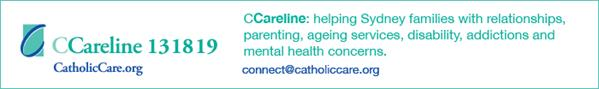 CCareline 131819
CatholicCare.org
CCareline: helping Sydney families with relationships,
parenting, ageing services, disability, addictions and
mental health concerns.
connect@catholiccare.org